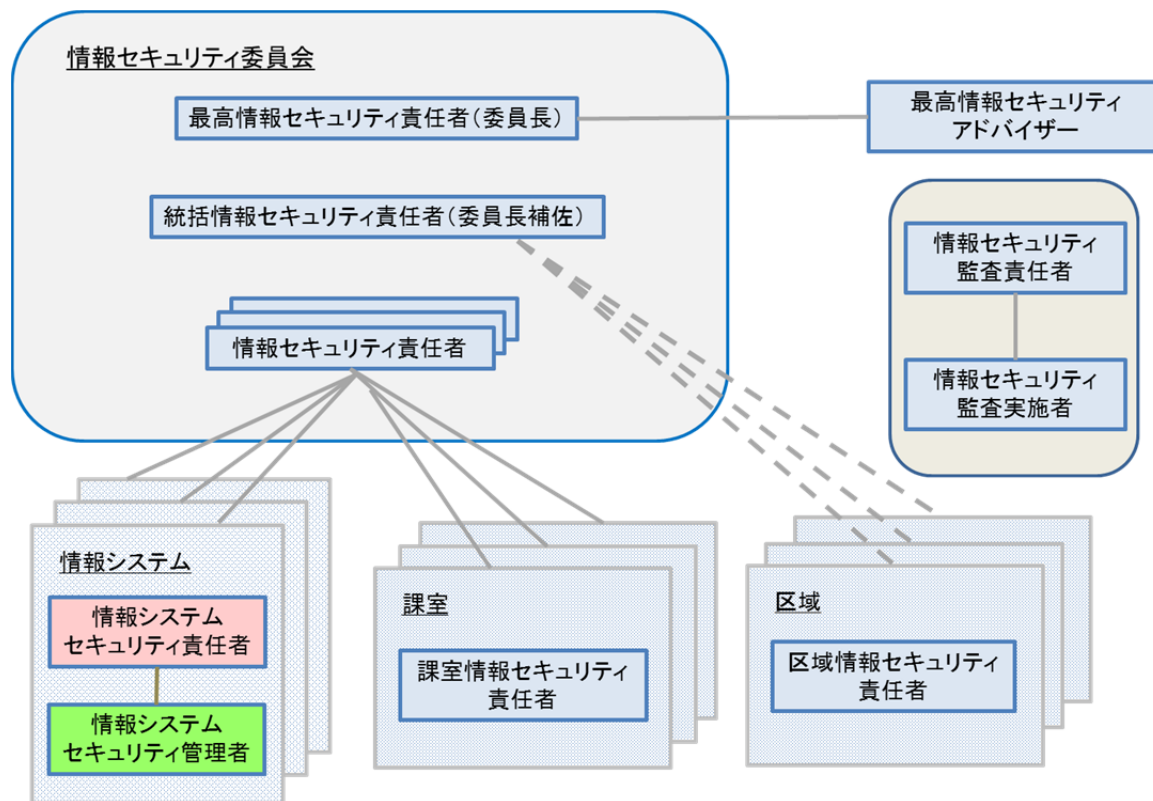 情報セキュリティ委員会
最高情報セキュリティ責任者(委員長)
最高情報セキュリティ
アドバイザー
統括情報セキュリティ責任者(委員長補佐)
情報セキュリティ
監査責任者
情報セキュリティ責任者
情報セキュリティ
監査実施者
情報システム
情報システム
セキュリティ責任者
情報システム
セキュリティ管理者
課室
課室情報セキュリティ
責任者
区域
区域情報セキュリティ
責任者